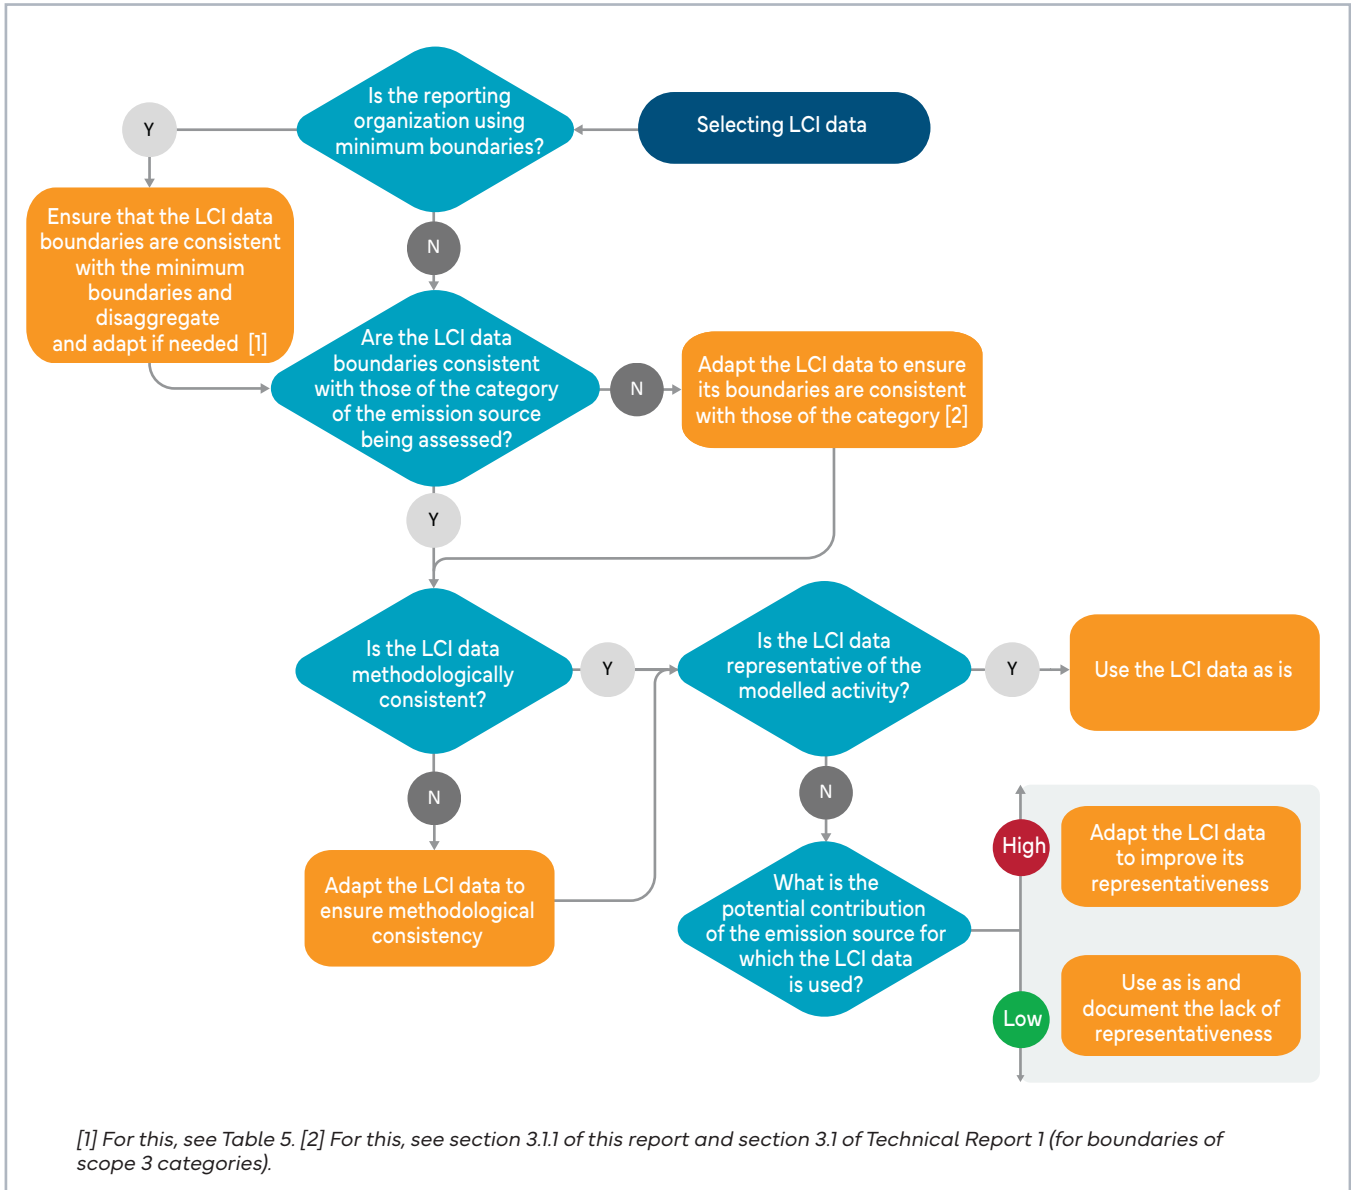 Selecting LCI data
Is the reporting
organization using
minimum boundaries?
Y
Ensure that the LCI data
boundaries are consistent
with the minimum
boundaries and
disaggregate
and adapt if needed [1]
N
Are the LCI data
boundaries consistent
with those of the category
of the emission source
being assessed?
N
Adapt the LCI data to ensure
its boundaries are consistent
with those of the category [2]
Y
Is the LCI data
methodologically
consistent?
Y
N
Adapt the LCI data to
ensure methodological
consistency
Is the LCI data
representative of the
modelled activity?
Y
Use the LCI data as is
N
What is the
potential contribution
of the emission source for
which the LCI data
is used?
High
Adapt the LCI data
to improve its
representativeness
Low
Use as is and
document the lack of
representativeness
[1] For this, see Table 5. [2] For this, see section 3.1.1 of this report and section 3.1 of Technical Report 1 (for boundaries of
scope 3 categories).